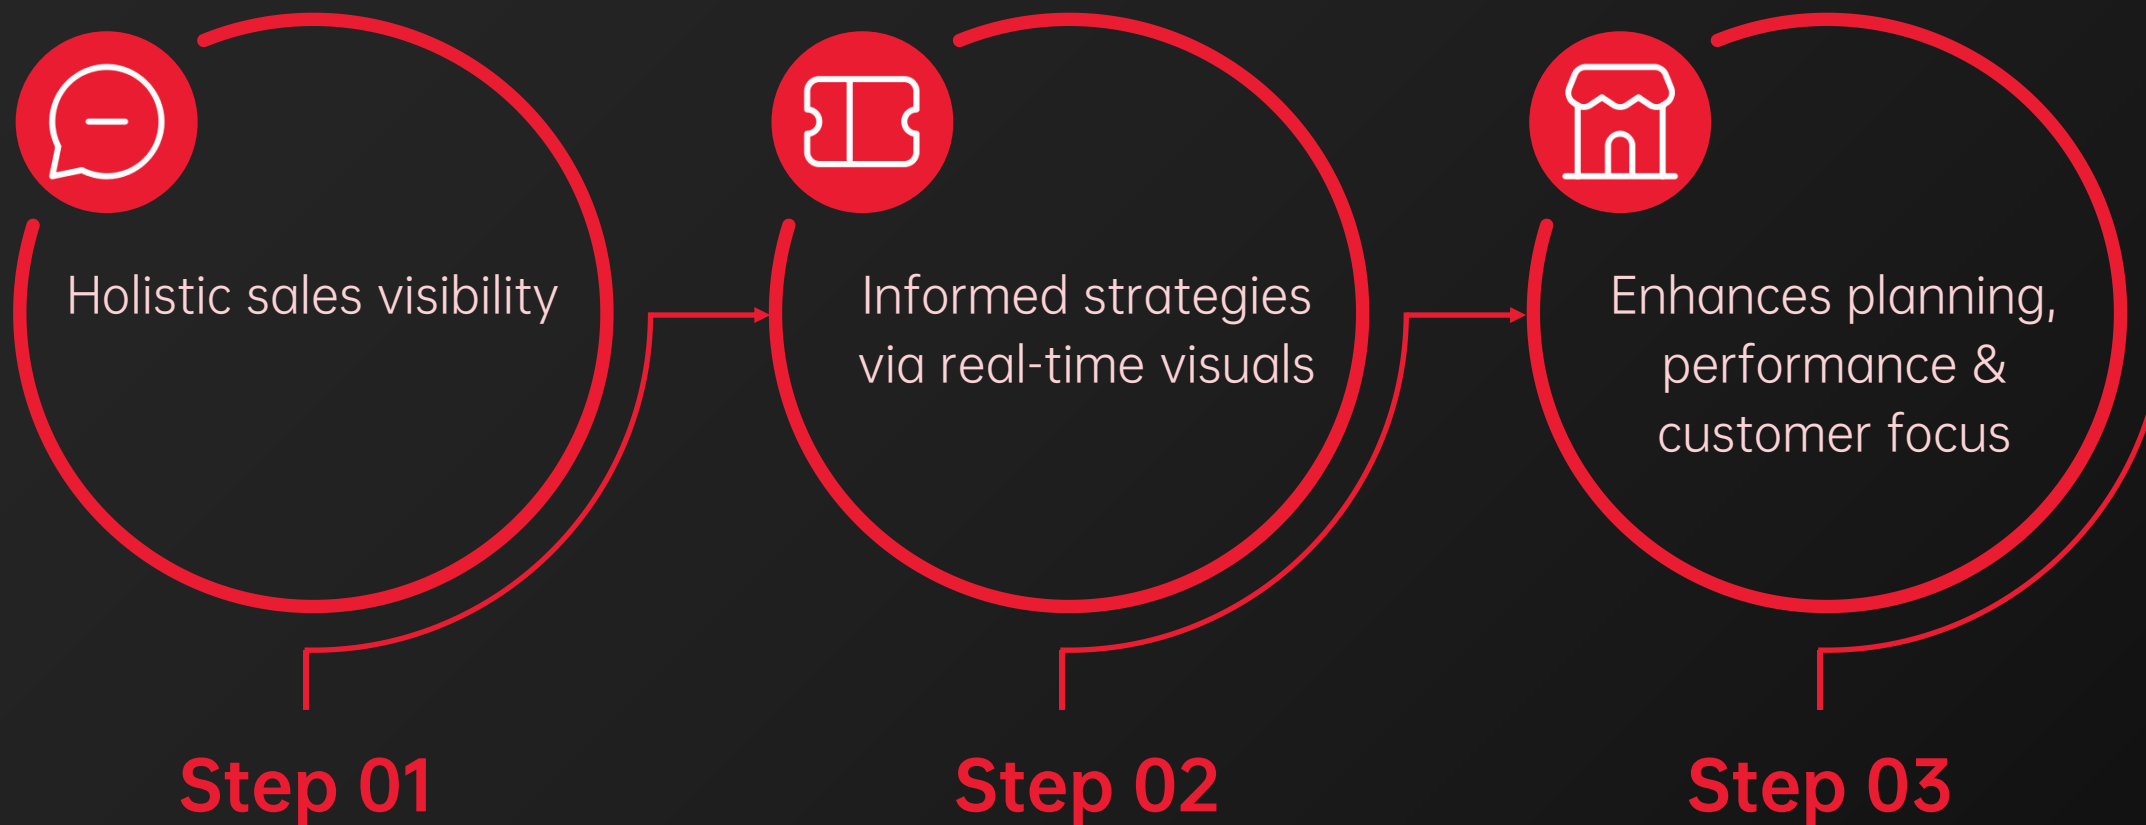 Holistic sales visibility
Informed strategies
via real-time visuals
Enhances planning,
performance &
customer focus
Step 01
Step 02
Step 03